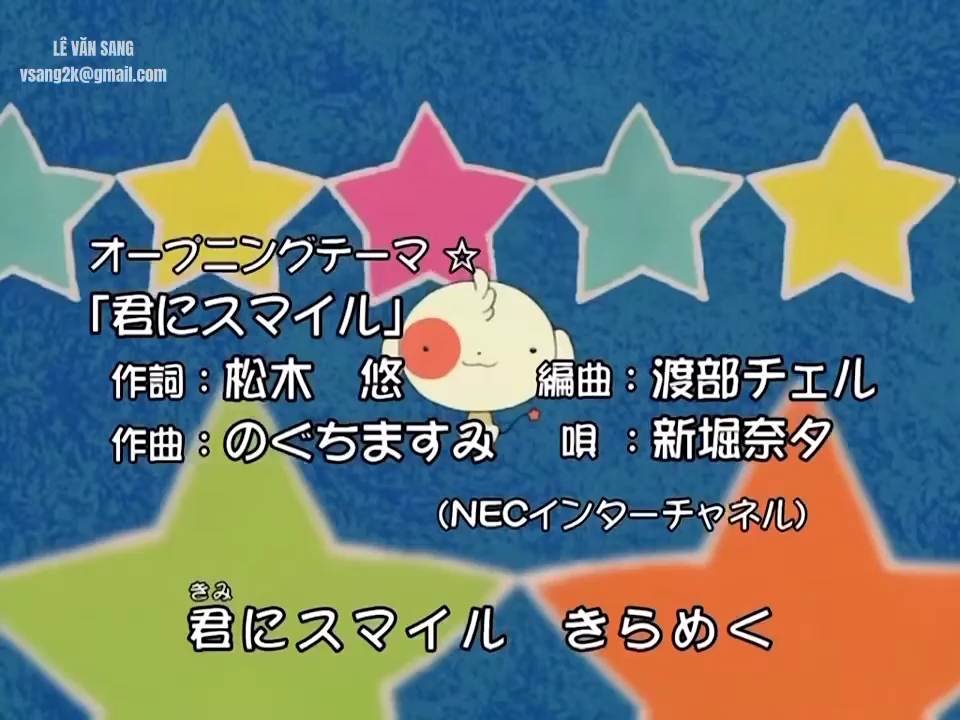 LÊ VĂN SANG
vsang2k@gmail.com
オープニングテーマ ☆
「君にスマイル」
作詞：松木　悠　　編曲：渡部チェル
作曲：のぐちますみ　　唄：新堀奈夕
（NECインターチャネル）
きみ
君にスマイル　きらめく